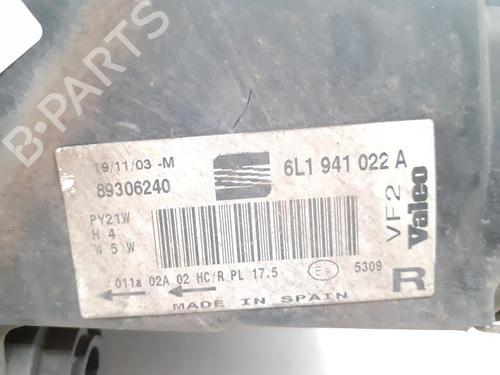 B-PARTS
19/11/03 -M
89306240
6L1 941 022 A
PY21W
H 4
W 5 W
VF2
Valeo
011a 02A 02 HC/R PL 17.5
5309
R
MADE IN SPAIN